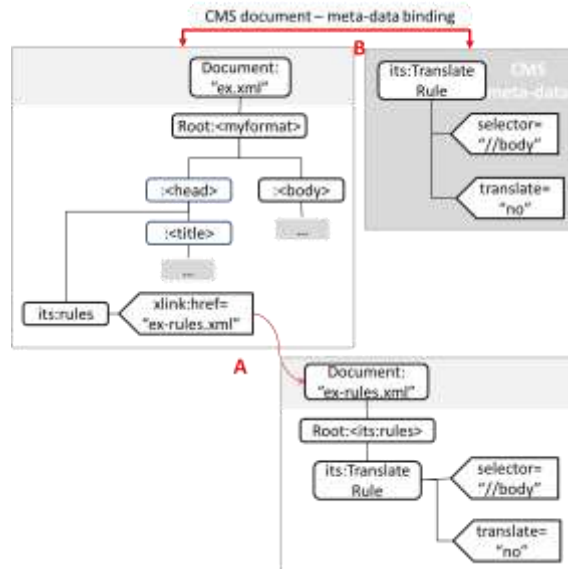 CMS document – meta-data binding
B
Document:
"ex.xml"
Root:<myformat>
:<head>
:<body>
...
:<title>
...
its:rules
xlink:href=
"ex-rules.xml"
A
its:Translate
Rule
CMS
meta-data
selector=
"//body"
translate=
"no"
Document:
"ex-rules.xml"
Root:<its:rules>
its:Translate
Rule
selector=
"//body"
translate=
"no"